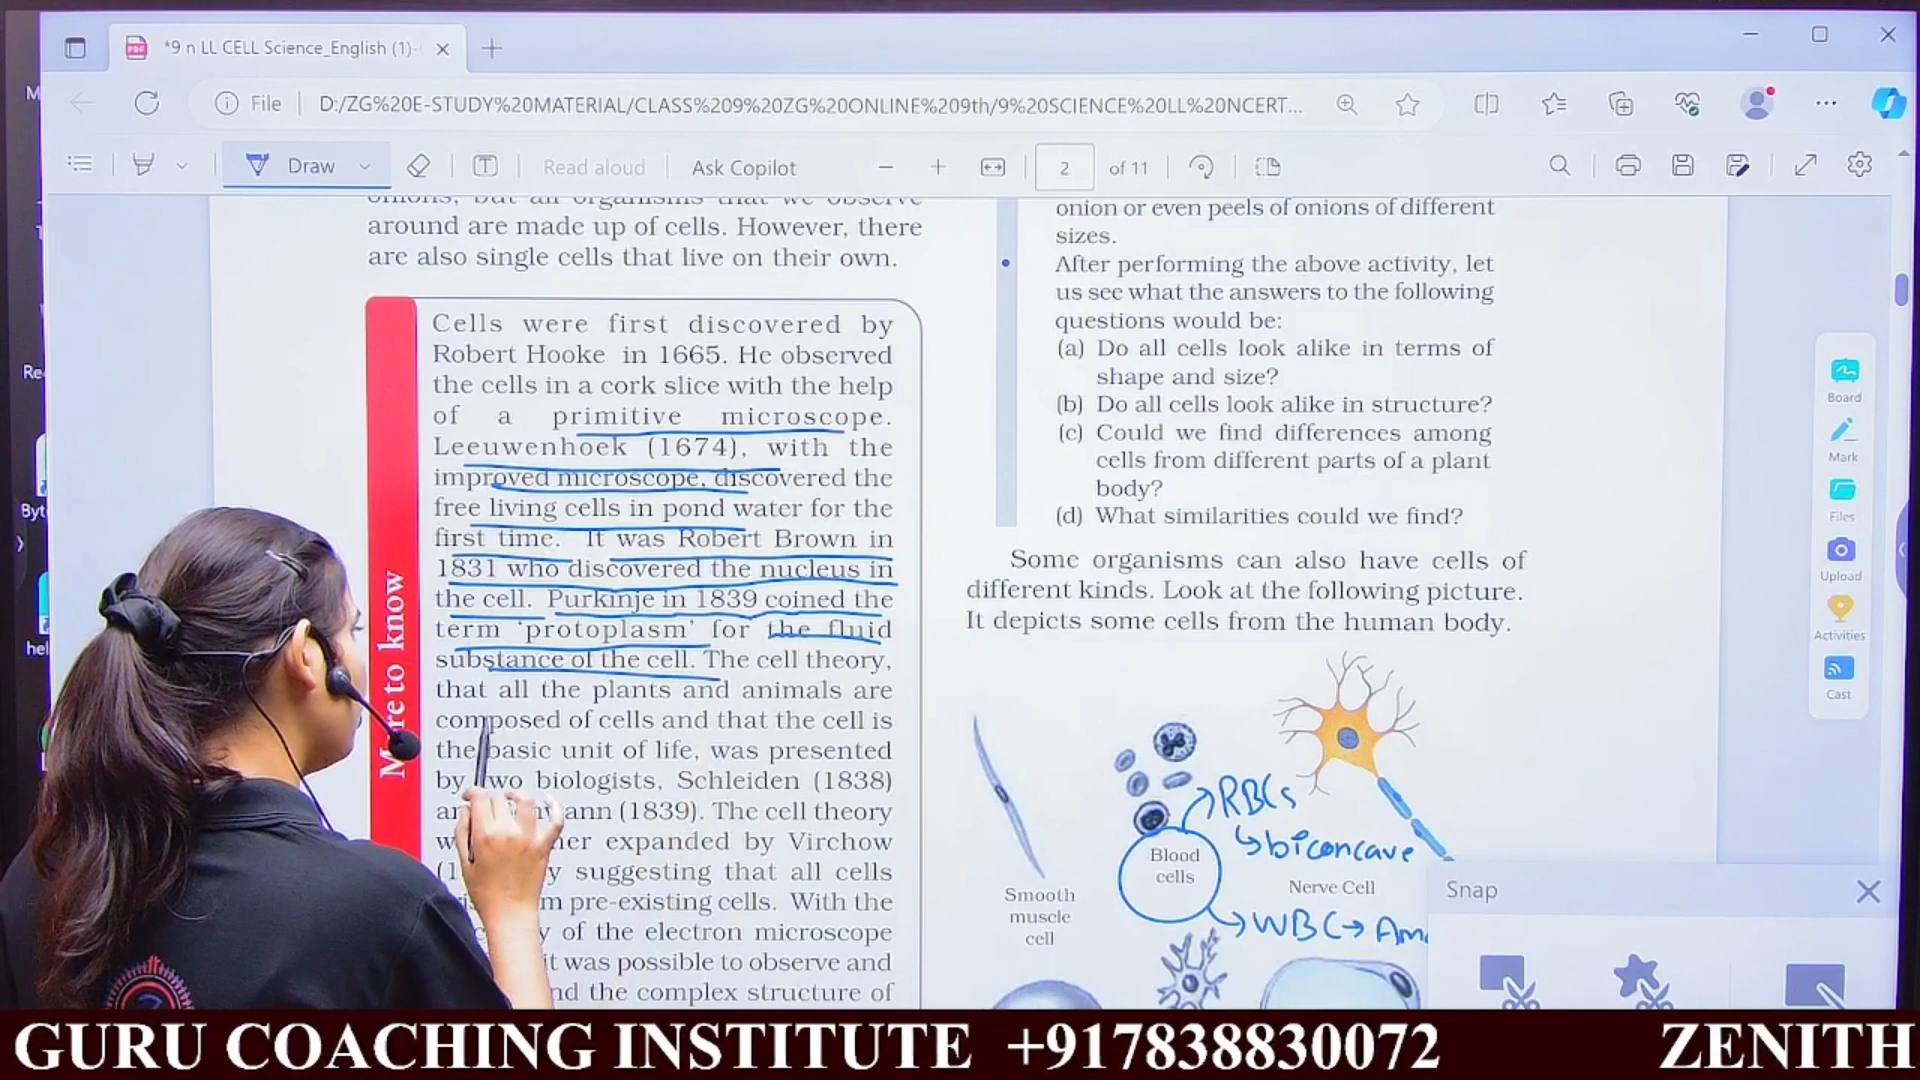 *9 n LL CELL Science_English (1)-
File
D:/ZG%20E-STUDY%20MATERIAL/CLASS%209%20ZG%20ONLINE%209th/9%20SCIENCE%20LL%20NCERT...
Draw
Read aloud
Ask Copilot
2 of 11
onions, but all organisms that we observe
around are made up of cells. However, there
are also single cells that live on their own.
More to know
Cells were first discovered by
Robert Hooke in 1665. He observed
the cells in a cork slice with the help
of a primitive microscope.
Leeuwenhoek (1674), with the
improved microscope, discovered the
free living cells in pond water for the
first time. It was Robert Brown in
1831 who discovered the nucleus in
the cell. Purkinje in 1839 coined the
term 'protoplasm' for the fluid
substance of the cell. The cell theory,
that all the plants and animals are
composed of cells and that the cell is
the basic unit of life, was presented
by two biologists, Schleiden (1838)
ann (1839). The cell theory
her expanded by Virchow
y suggesting that all cells
m pre-existing cells. With the
y of the electron microscope
it was possible to observe and
nd the complex structure of
onion or even peels of onions of different
sizes.
• After performing the above activity, let
us see what the answers to the following
questions would be:
(a) Do all cells look alike in terms of
shape and size?
(b) Do all cells look alike in structure?
(c) Could we find differences among
cells from different parts of a plant
body?
(d) What similarities could we find?
Some organisms can also have cells of
different kinds. Look at the following picture.
It depicts some cells from the human body.
RBCs
biconcave
Blood
cells
Nerve Cell
Smooth
muscle
cell
WBC→ Am
Snap
Board
Mark
Files
Upload
Activities
Cast
GURU COACHING INSTITUTE +917838830072 ZENITH